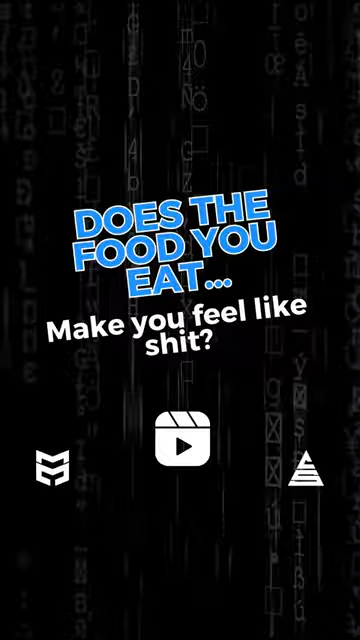 DOES THE
FOOD YOU
EAT...
Make you feel like
shit?